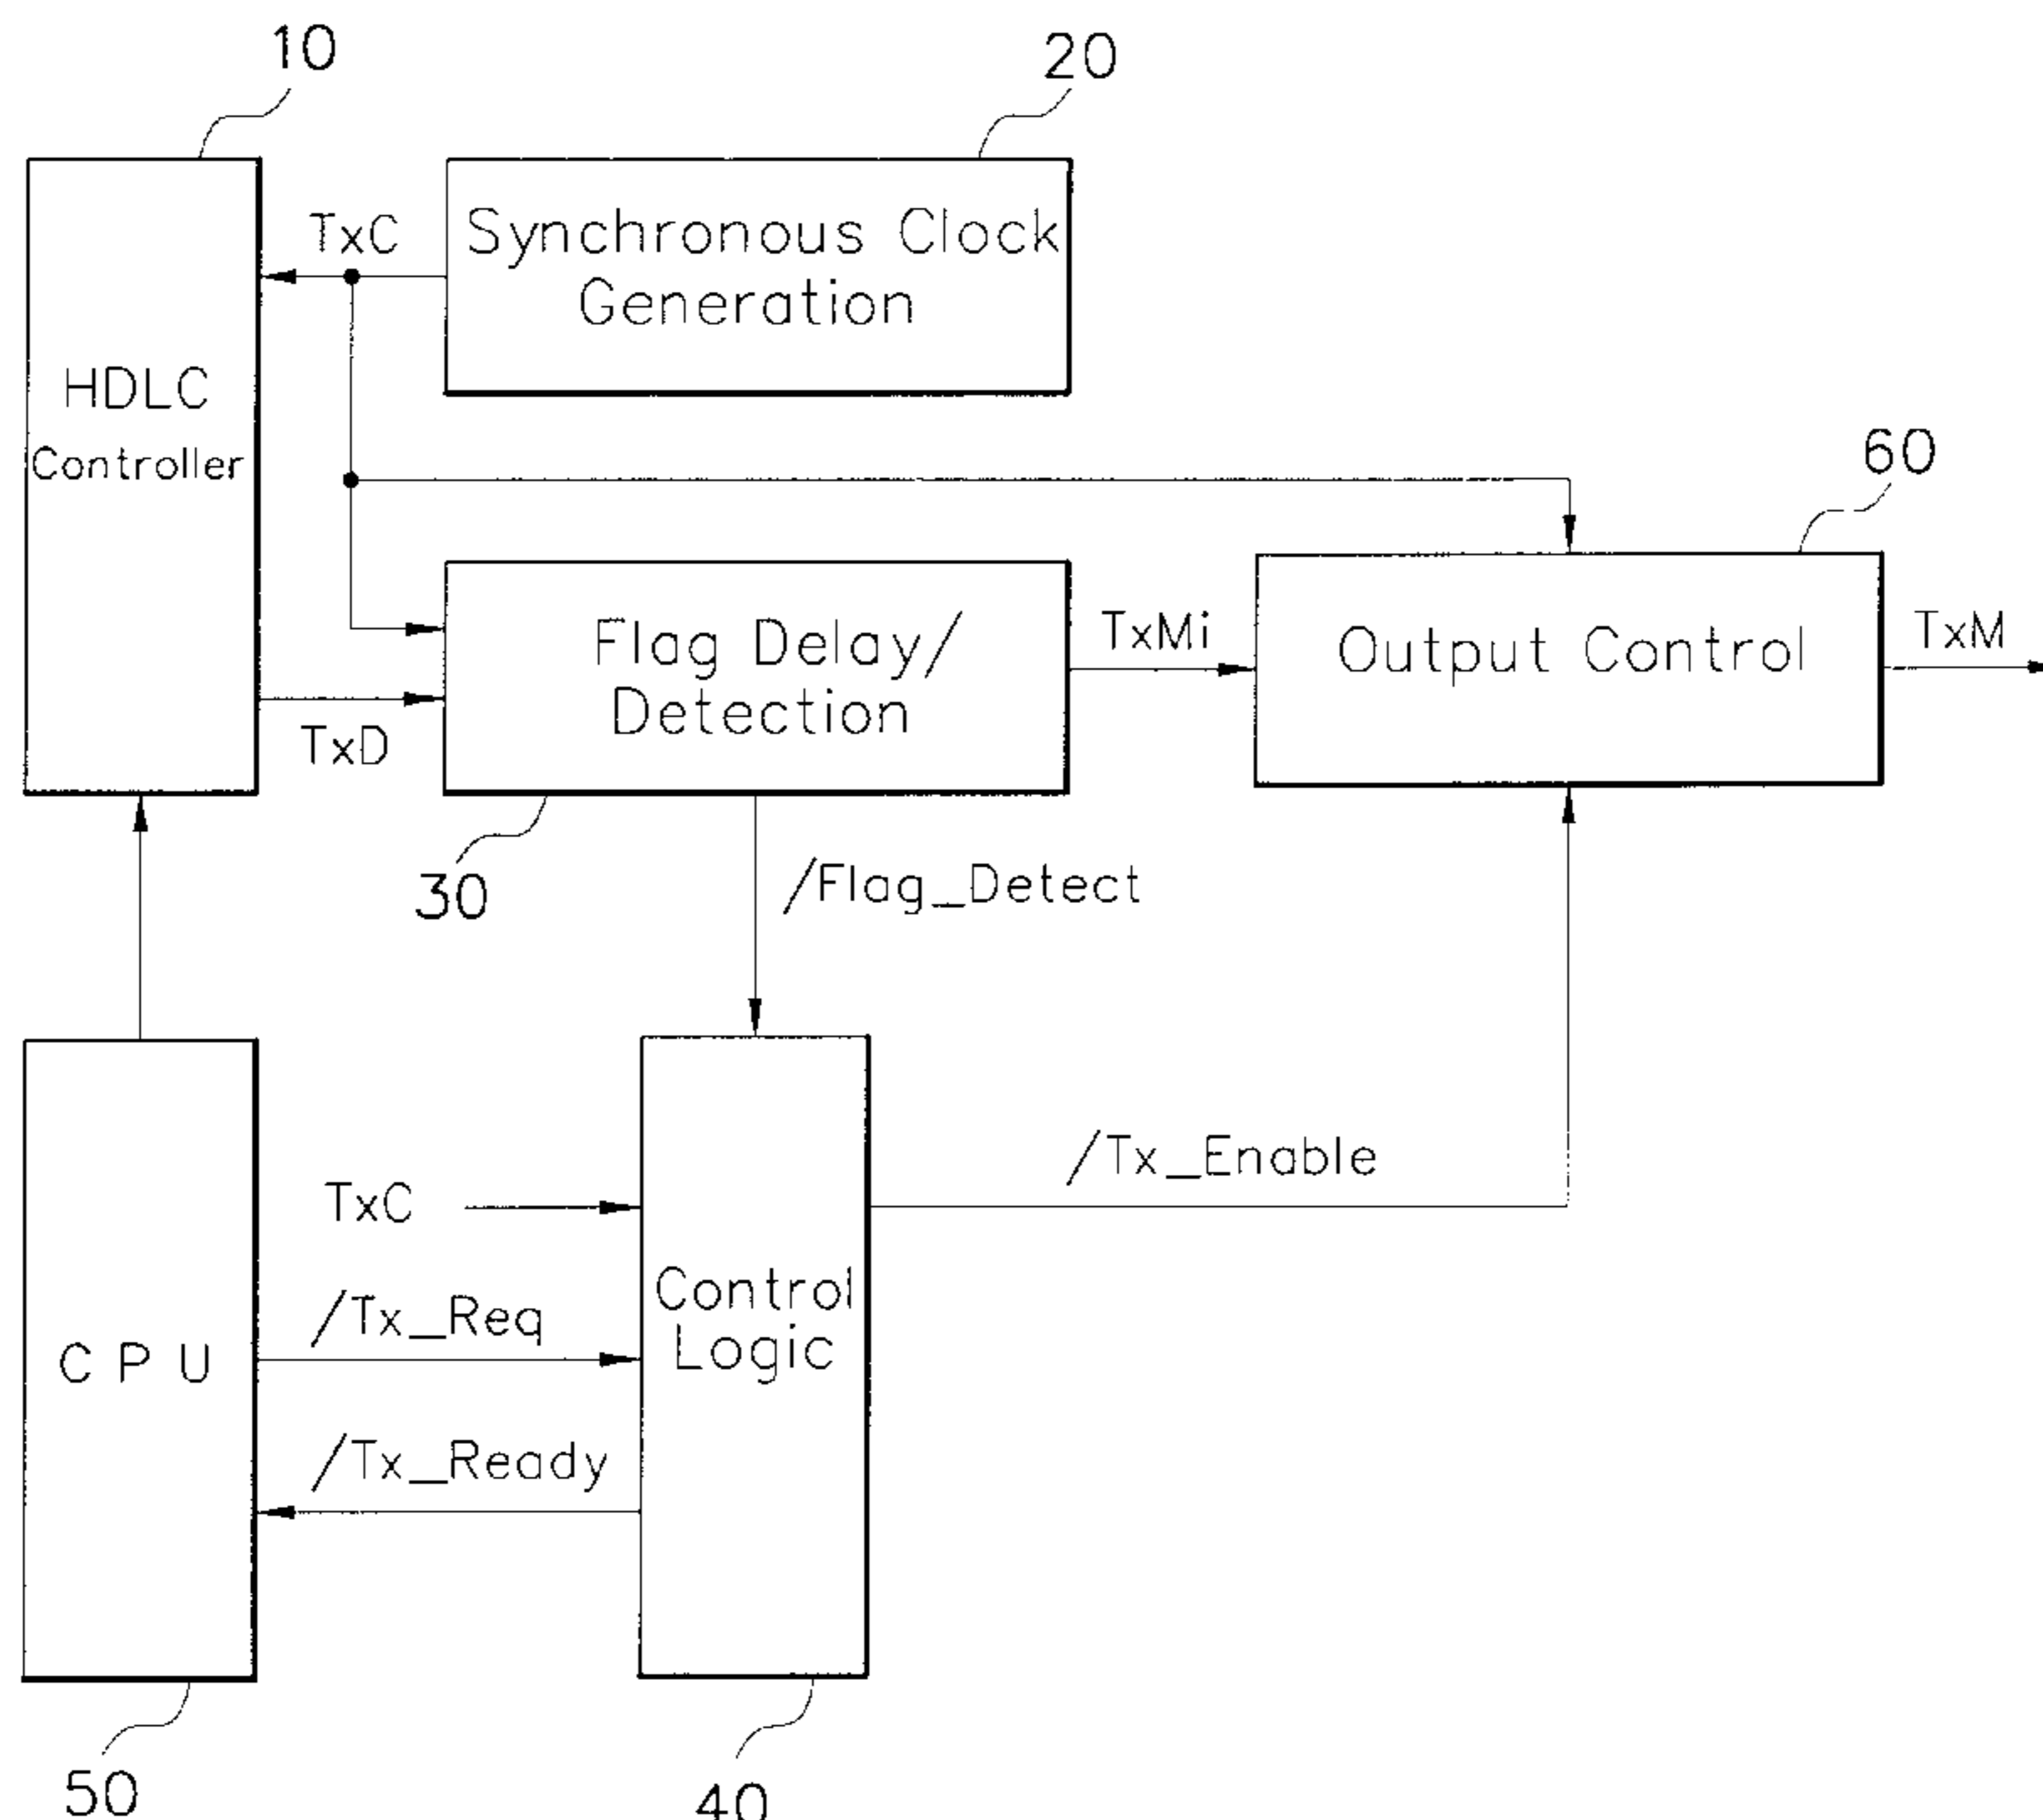 10
20
TxC
Synchronous Clock
Generation
HDLC
Controller
60
Flag Delay/
Detection
TxMi
Output Control
TxM
TxD
30
/Flag_Detect
/Tx_Enable
TxC
Control
Logic
/Tx_Req
C P U
/Tx_Ready
50
40